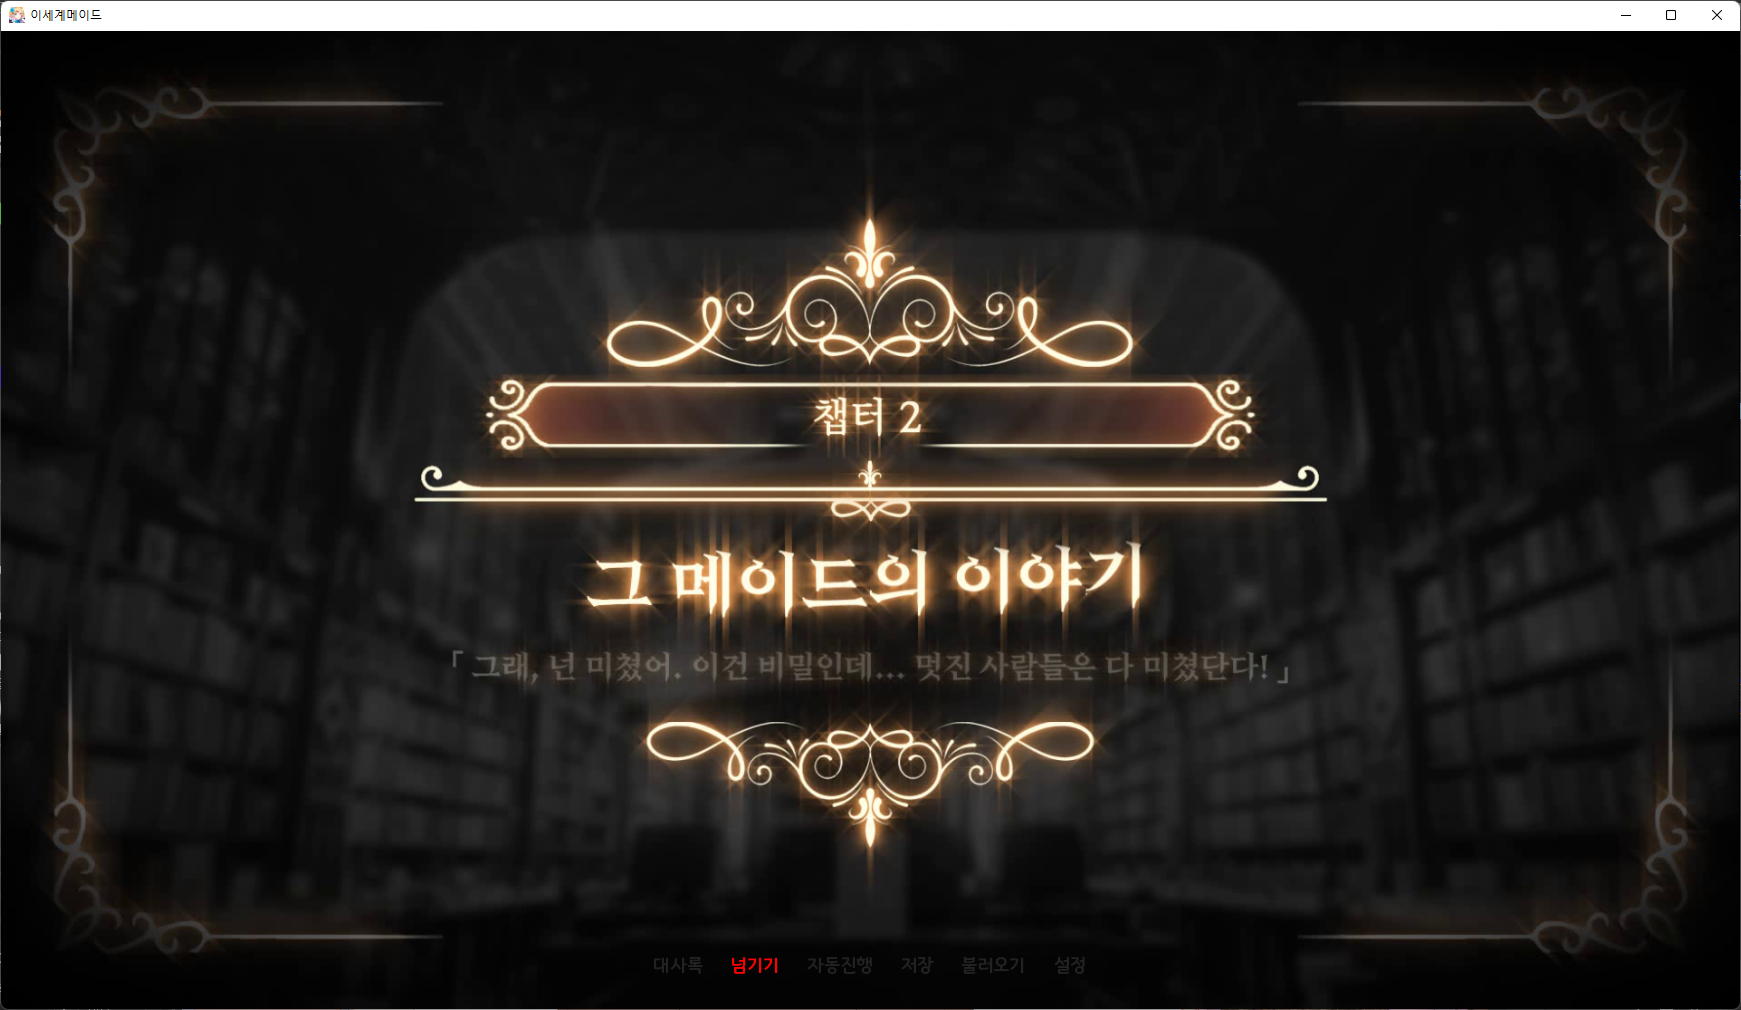 이세계메이드
챕터 2
그 메이드의 이야기
「 그래, 넌 미쳤어. 이건 비밀인데... 멋진 사람들은 다 미쳤단다! 」
대사록 넘기기 자동진행 저장 불러오기 설정